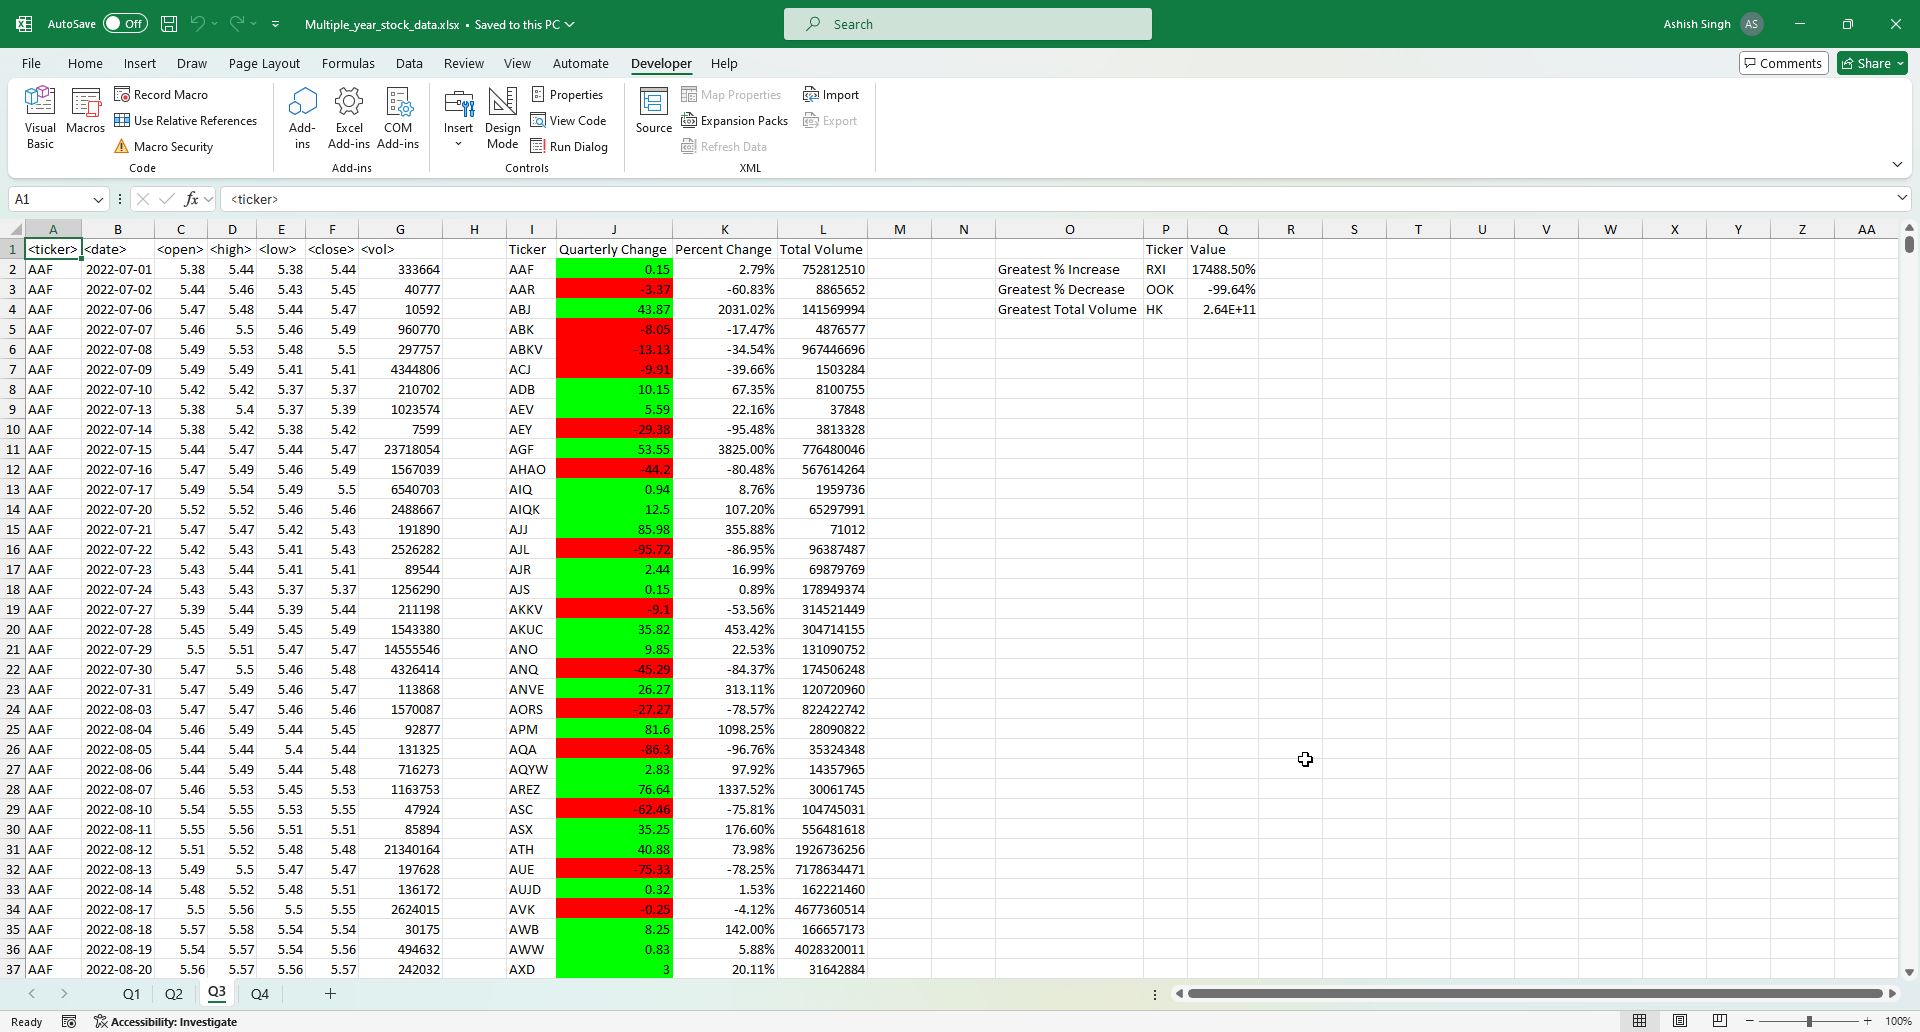 AutoSave Off Multiple_year_stock_data.xlsx • Saved to this PC Search Ashish Singh AS
File Home Insert Draw Page Layout Formulas Data Review View Automate Developer Help Comments Share
Visual Basic
Macros
Record Macro
Use Relative References
Macro Security
Code
Add-ins
Excel Add-ins
COM Add-ins
Add-ins
Insert
Design Mode
Properties
View Code
Run Dialog
Controls
Source
Map Properties
Expansion Packs
Refresh Data
Import
Export
XML
A1 fx <ticker>
A B C D E F G H I J K L M N O P Q R S T U V W X Y Z AA
1 <ticker> <date> <open> <high> <low> <close> <vol> Ticker Quarterly Change Percent Change Total Volume Ticker Value
2 AAF 2022-07-01 5.38 5.44 5.38 5.44 333664 AAF 0.15 2.79% 752812510 Greatest % Increase RXI 17488.50%
3 AAF 2022-07-02 5.44 5.46 5.43 5.45 40777 AAR -3.37 -60.83% 8865652 Greatest % Decrease OOK -99.64%
4 AAF 2022-07-06 5.47 5.48 5.44 5.47 10592 ABJ 43.87 2031.02% 141569994 Greatest Total Volume HK 2.64E+11
5 AAF 2022-07-07 5.46 5.5 5.46 5.49 960770 ABK -8.05 -17.47% 4876577
6 AAF 2022-07-08 5.49 5.53 5.48 5.5 297757 ABKV -13.13 -34.54% 967446696
7 AAF 2022-07-09 5.49 5.49 5.41 5.41 4344806 ACJ -9.91 -39.66% 1503284
8 AAF 2022-07-10 5.42 5.42 5.37 5.37 210702 ADB 10.15 67.35% 8100755
9 AAF 2022-07-13 5.38 5.4 5.37 5.39 1023574 AEV 5.59 22.16% 37848
10 AAF 2022-07-14 5.38 5.42 5.38 5.42 7599 AEY -29.38 -95.48% 3813328
11 AAF 2022-07-15 5.44 5.47 5.44 5.47 23718054 AGF 53.55 3825.00% 776480046
12 AAF 2022-07-16 5.47 5.49 5.46 5.49 1567039 AHAO -44.2 -80.48% 567614264
13 AAF 2022-07-17 5.49 5.54 5.49 5.5 6540703 AIQ 0.94 8.76% 1959736
14 AAF 2022-07-20 5.52 5.52 5.46 5.46 2488667 AIQK 12.5 107.20% 65297991
15 AAF 2022-07-21 5.47 5.47 5.42 5.43 191890 AJJ 85.98 355.88% 71012
16 AAF 2022-07-22 5.42 5.43 5.41 5.43 2526282 AJL -95.72 -86.95% 96387487
17 AAF 2022-07-23 5.43 5.44 5.41 5.41 89544 AJR 2.44 16.99% 69879769
18 AAF 2022-07-24 5.43 5.43 5.37 5.37 1256290 AJS 0.15 0.89% 178949374
19 AAF 2022-07-27 5.39 5.44 5.39 5.44 211198 AKKV -9.1 -53.56% 314521449
20 AAF 2022-07-28 5.45 5.49 5.45 5.49 1543380 AKUC 35.82 453.42% 304714155
21 AAF 2022-07-29 5.5 5.51 5.47 5.47 14555546 ANO 9.85 22.53% 131090752
22 AAF 2022-07-30 5.47 5.5 5.46 5.48 4326414 ANQ -45.29 -84.37% 174506248
23 AAF 2022-07-31 5.47 5.49 5.46 5.47 113868 ANVE 26.27 313.11% 120720960
24 AAF 2022-08-03 5.47 5.47 5.46 5.46 1570087 AORS -27.27 -78.57% 822422742
25 AAF 2022-08-04 5.46 5.49 5.44 5.45 92877 APM 81.6 1098.25% 28090822
26 AAF 2022-08-05 5.44 5.44 5.4 5.44 131325 AQA -86.3 -96.76% 35324348
27 AAF 2022-08-06 5.44 5.49 5.44 5.48 716273 AQYW 2.83 97.92% 14357965
28 AAF 2022-08-07 5.46 5.53 5.45 5.53 1163753 AREZ 76.64 1337.52% 30061745
29 AAF 2022-08-10 5.54 5.55 5.53 5.55 47924 ASC -62.46 -75.81% 104745031
30 AAF 2022-08-11 5.55 5.56 5.51 5.51 85894 ASX 35.25 176.60% 556481618
31 AAF 2022-08-12 5.51 5.52 5.48 5.48 21340164 ATH 40.88 73.98% 1926736256
32 AAF 2022-08-13 5.49 5.5 5.47 5.47 197628 AUE -75.33 -78.25% 7178634471
33 AAF 2022-08-14 5.48 5.52 5.48 5.51 136172 AUJD 0.32 1.53% 162221460
34 AAF 2022-08-17 5.5 5.56 5.5 5.55 2624015 AVK -0.25 -4.12% 4677360514
35 AAF 2022-08-18 5.57 5.58 5.54 5.54 30175 AWB 8.25 142.00% 166657173
36 AAF 2022-08-19 5.54 5.57 5.54 5.56 494632 AWW 0.83 5.88% 4028320011
37 AAF 2022-08-20 5.56 5.57 5.56 5.57 242032 AXD 3 20.11% 31642884
Q1 Q2 Q3 Q4 +
Ready Accessibility: Investigate 100%